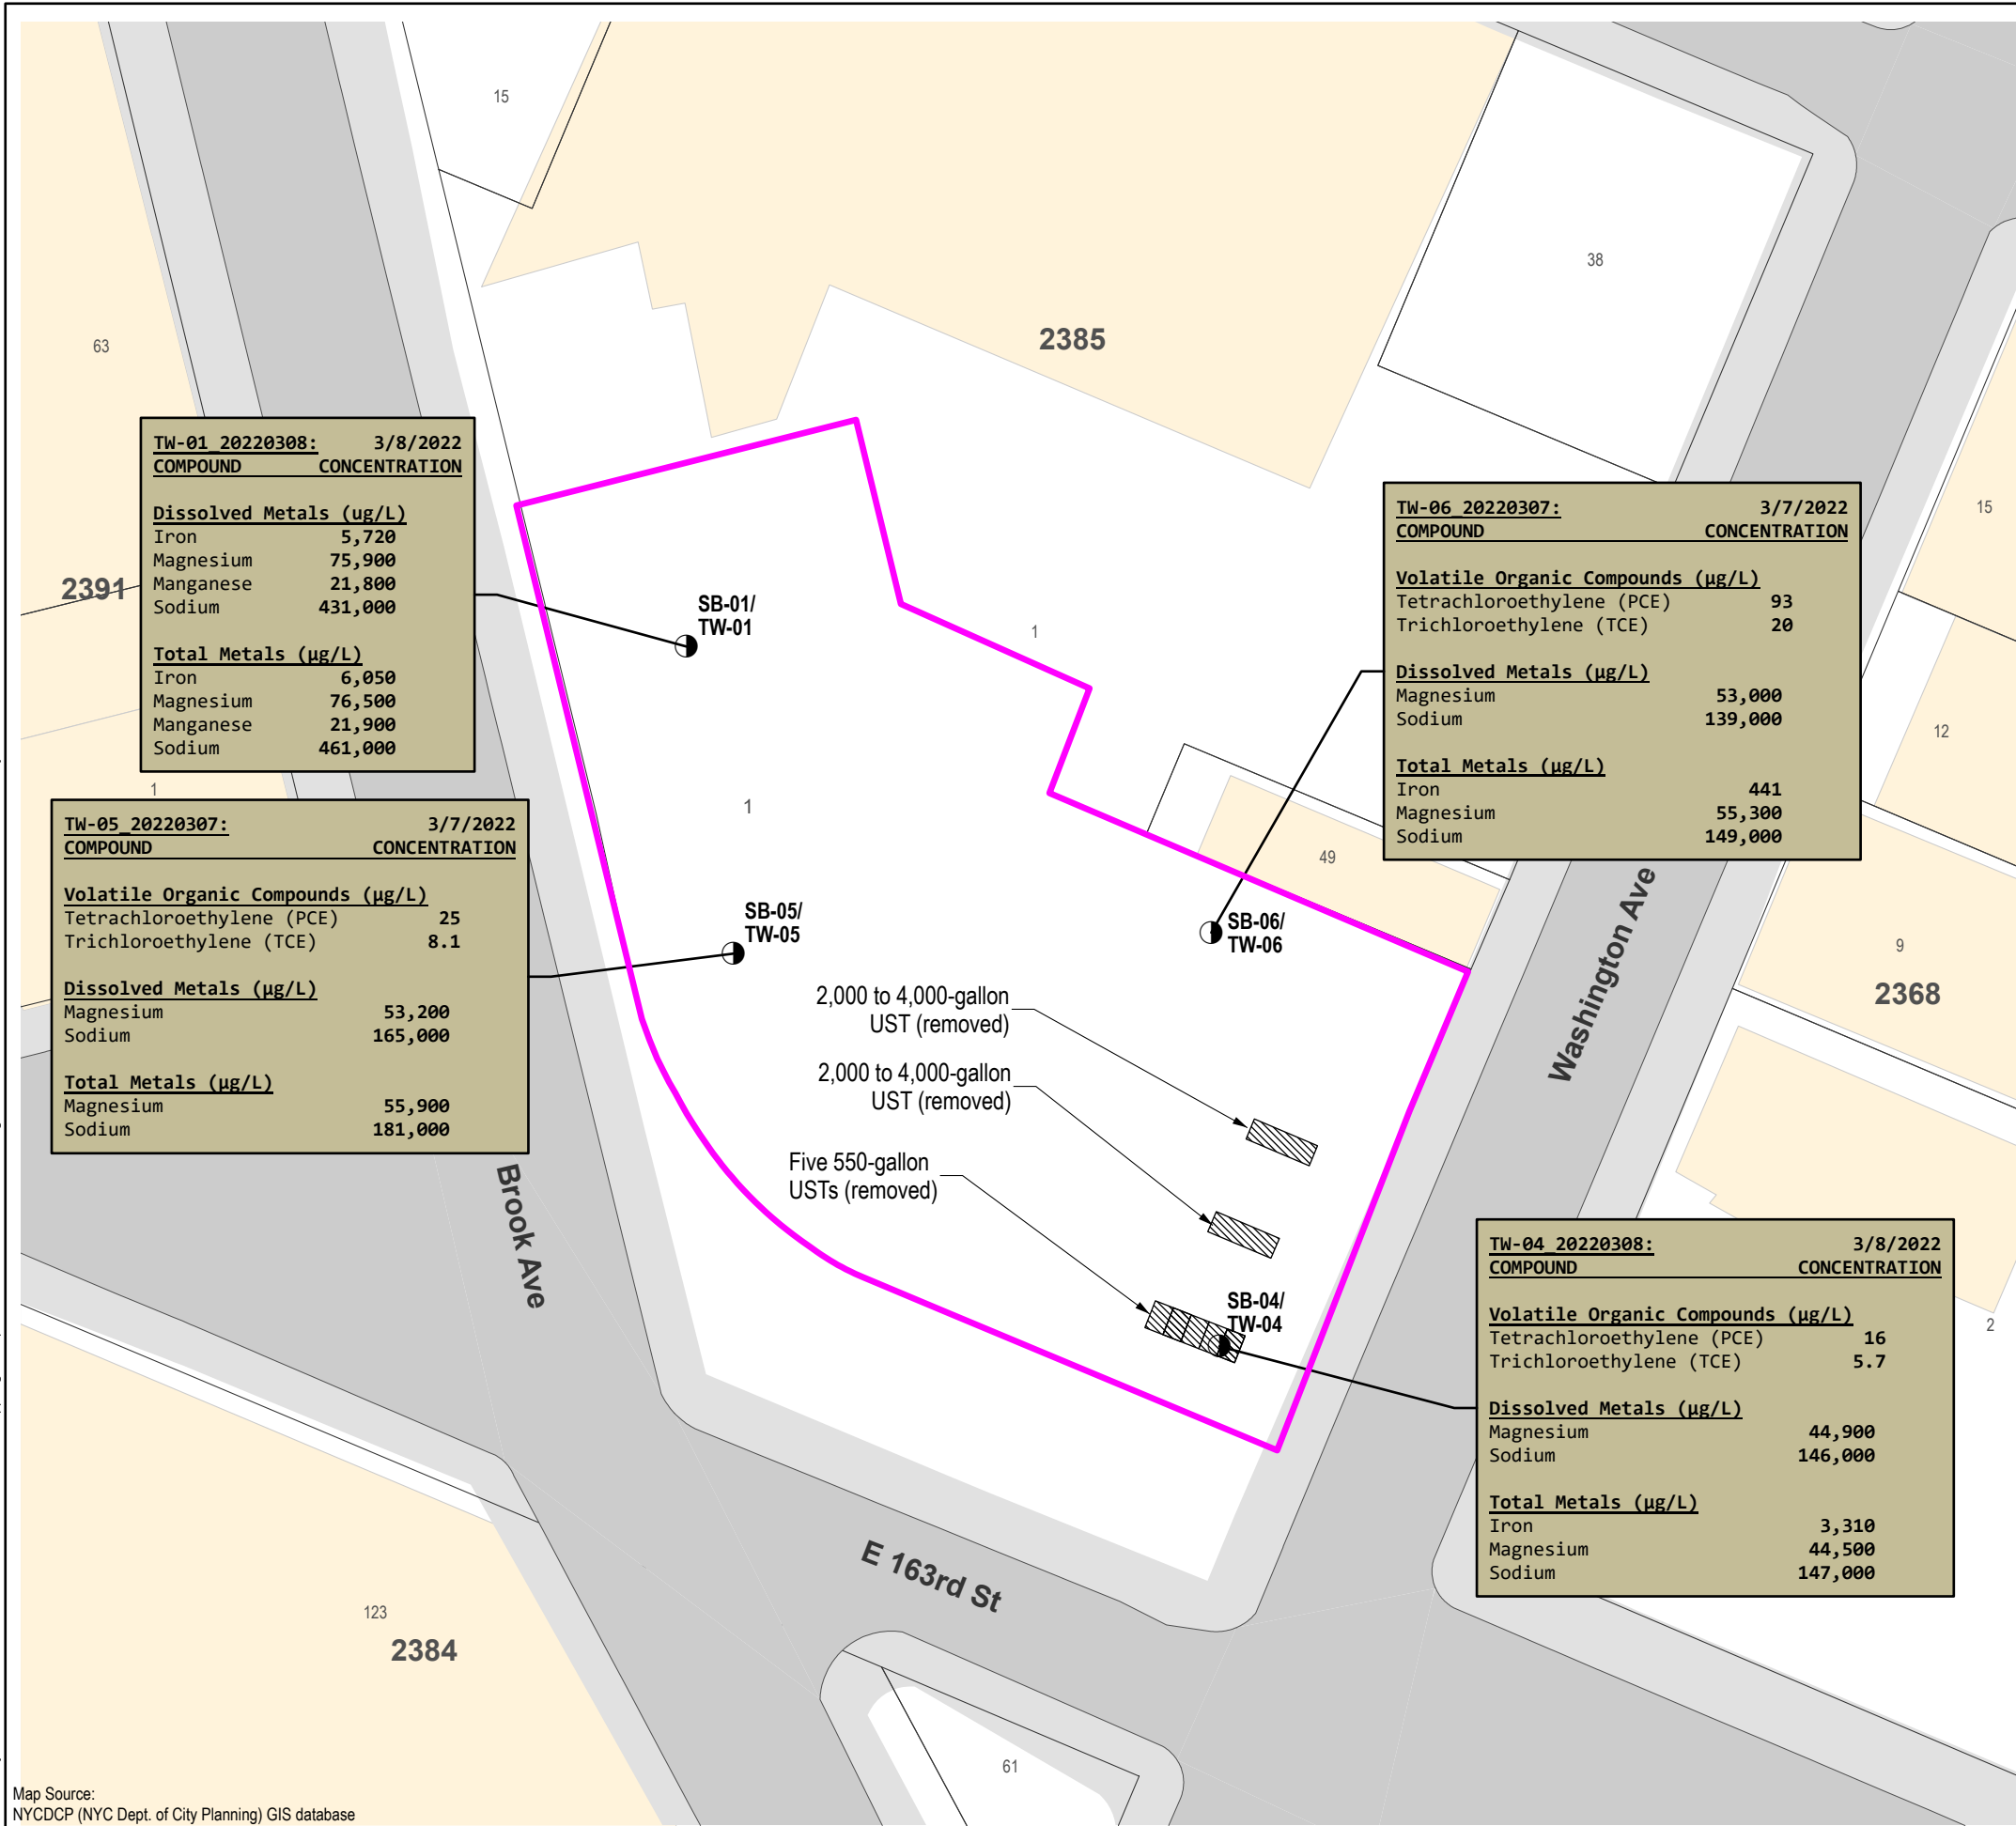 15
38
2385
63
TW-01_20220308: 3/8/2022
COMPOUND CONCENTRATION
Dissolved Metals (ug/L)
Iron 5,720
Magnesium 75,900
Manganese 21,800
Sodium 431,000
Total Metals (µg/L)
Iron 6,050
Magnesium 76,500
Manganese 21,900
Sodium 461,000
2391
1
TW-06_20220307: 3/7/2022
COMPOUND CONCENTRATION
Volatile Organic Compounds (µg/L)
Tetrachloroethylene (PCE) 93
Trichloroethylene (TCE) 20
Dissolved Metals (µg/L)
Magnesium 53,000
Sodium 139,000
Total Metals (µg/L)
Iron 441
Magnesium 55,300
Sodium 149,000
15
12
SB-01/
TW-01
1
1
49
TW-05_20220307: 3/7/2022
COMPOUND CONCENTRATION
Volatile Organic Compounds (µg/L)
Tetrachloroethylene (PCE) 25
Trichloroethylene (TCE) 8.1
Dissolved Metals (µg/L)
Magnesium 53,200
Sodium 165,000
Total Metals (µg/L)
Magnesium 55,900
Sodium 181,000
SB-05/
TW-05
SB-06/
TW-06
Washington Ave
9
2368
2,000 to 4,000-gallon
UST (removed)
2,000 to 4,000-gallon
UST (removed)
Five 550-gallon
USTs (removed)
Brook Ave
SB-04/
TW-04
TW-04_20220308: 3/8/2022
COMPOUND CONCENTRATION
Volatile Organic Compounds (µg/L)
Tetrachloroethylene (PCE) 16
Trichloroethylene (TCE) 5.7
Dissolved Metals (µg/L)
Magnesium 44,900
Sodium 146,000
Total Metals (µg/L)
Iron 3,310
Magnesium 44,500
Sodium 147,000
2
E 163rd St
123
2384
61
Map Source:
NYCDCP (NYC Dept. of City Planning) GIS database